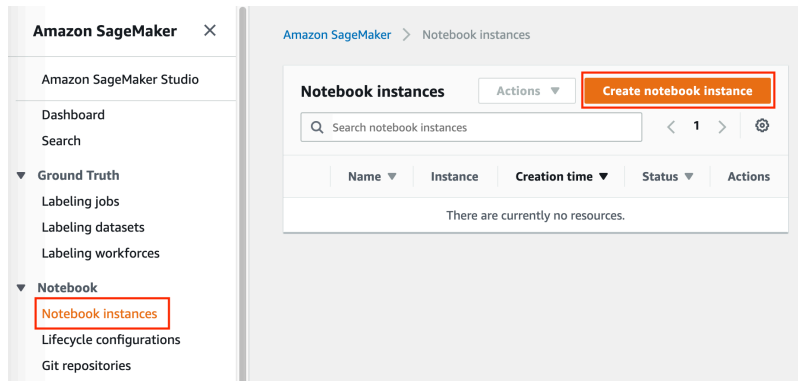 Amazon SageMaker
Amazon SageMaker Studio
Dashboard
Search
Ground Truth
Labeling jobs
Labeling datasets
Labeling workforces
Notebook
Notebook instances
Lifecycle configurations
Git repositories
Amazon SageMaker > Notebook instances
Notebook instances Actions Create notebook instance
Search notebook instances 1
Name Instance Creation time Status Actions
There are currently no resources.